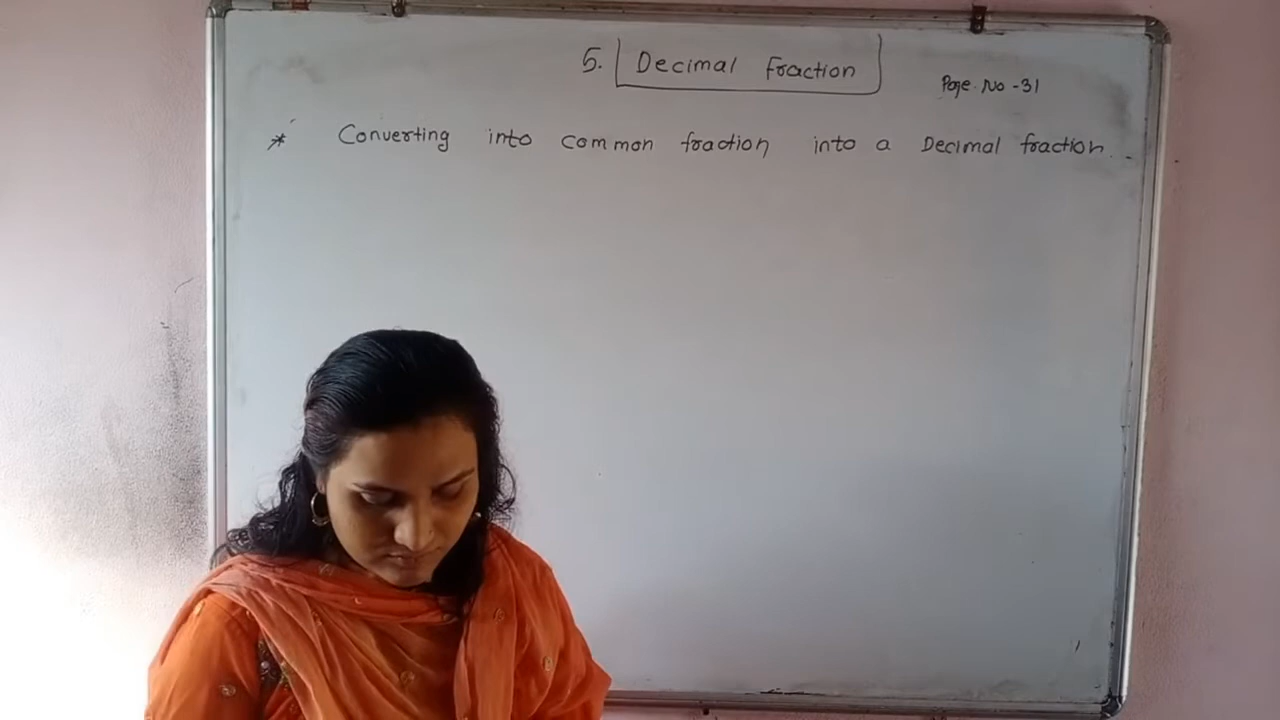 5. Decimal fraction
Page. No - 31
* Converting into common fraction into a Decimal fraction